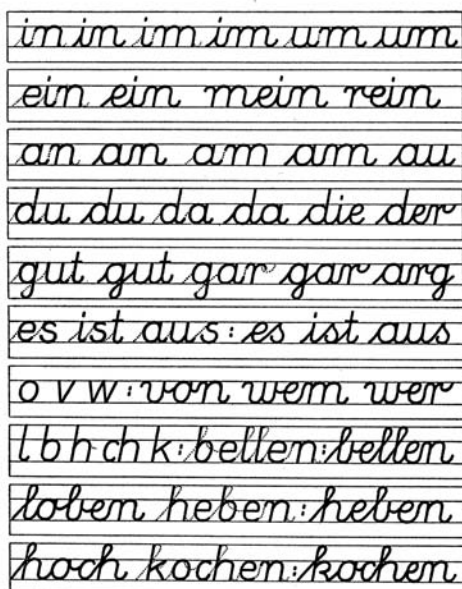 in in im im um um
ein ein mein rein
an an am am au
du du da da die der
gut gut gar gar arg
es ist aus : es ist aus
o v w : von wem wer
l b h ch k : bellen : bellen
loben heben : heben
hoch kochen : kochen